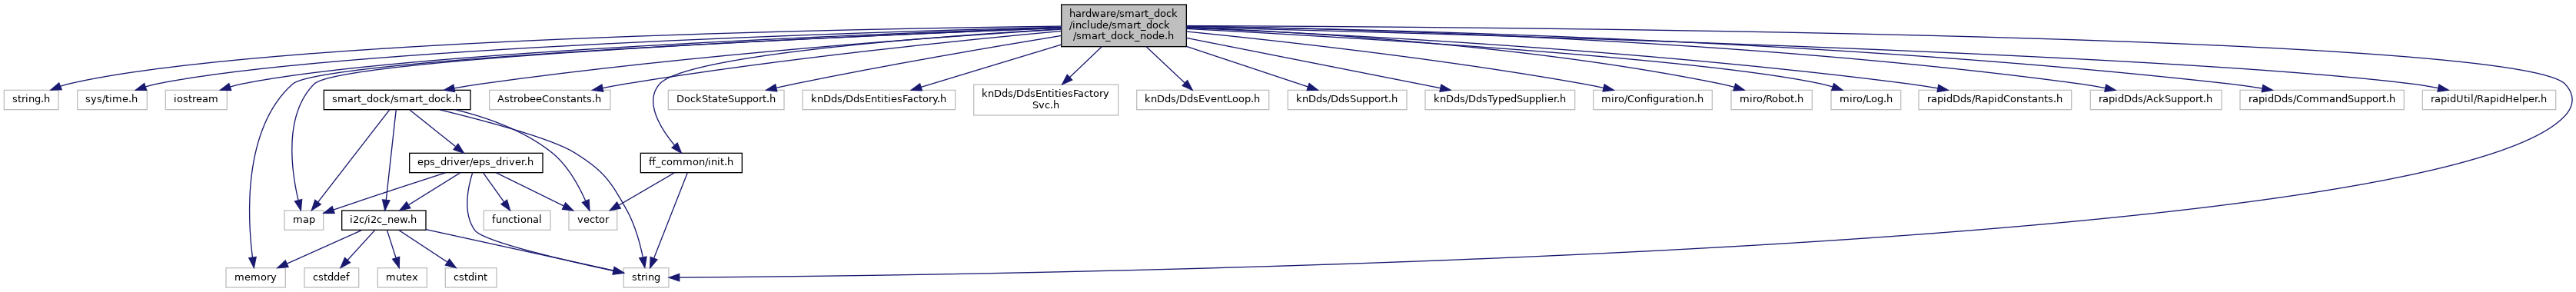 hardware/smart_dock
/include/smart_dock
/smart_dock_node.h
string.h
sys/time.h
iostream
smart_dock/smart_dock.h
AstrobeeConstants.h
DockStateSupport.h
knDds/DdsEntitiesFactory.h
knDds/DdsEntitiesFactory
Svc.h
knDds/DdsEventLoop.h
knDds/DdsSupport.h
knDds/DdsTypedSupplier.h
miro/Configuration.h
miro/Robot.h
miro/Log.h
rapidDds/RapidConstants.h
rapidDds/AckSupport.h
rapidDds/CommandSupport.h
rapidUtil/RapidHelper.h
eps_driver/eps_driver.h
ff_common/init.h
map
i2c/i2c_new.h
functional
vector
memory
cstddef
mutex
cstdint
string